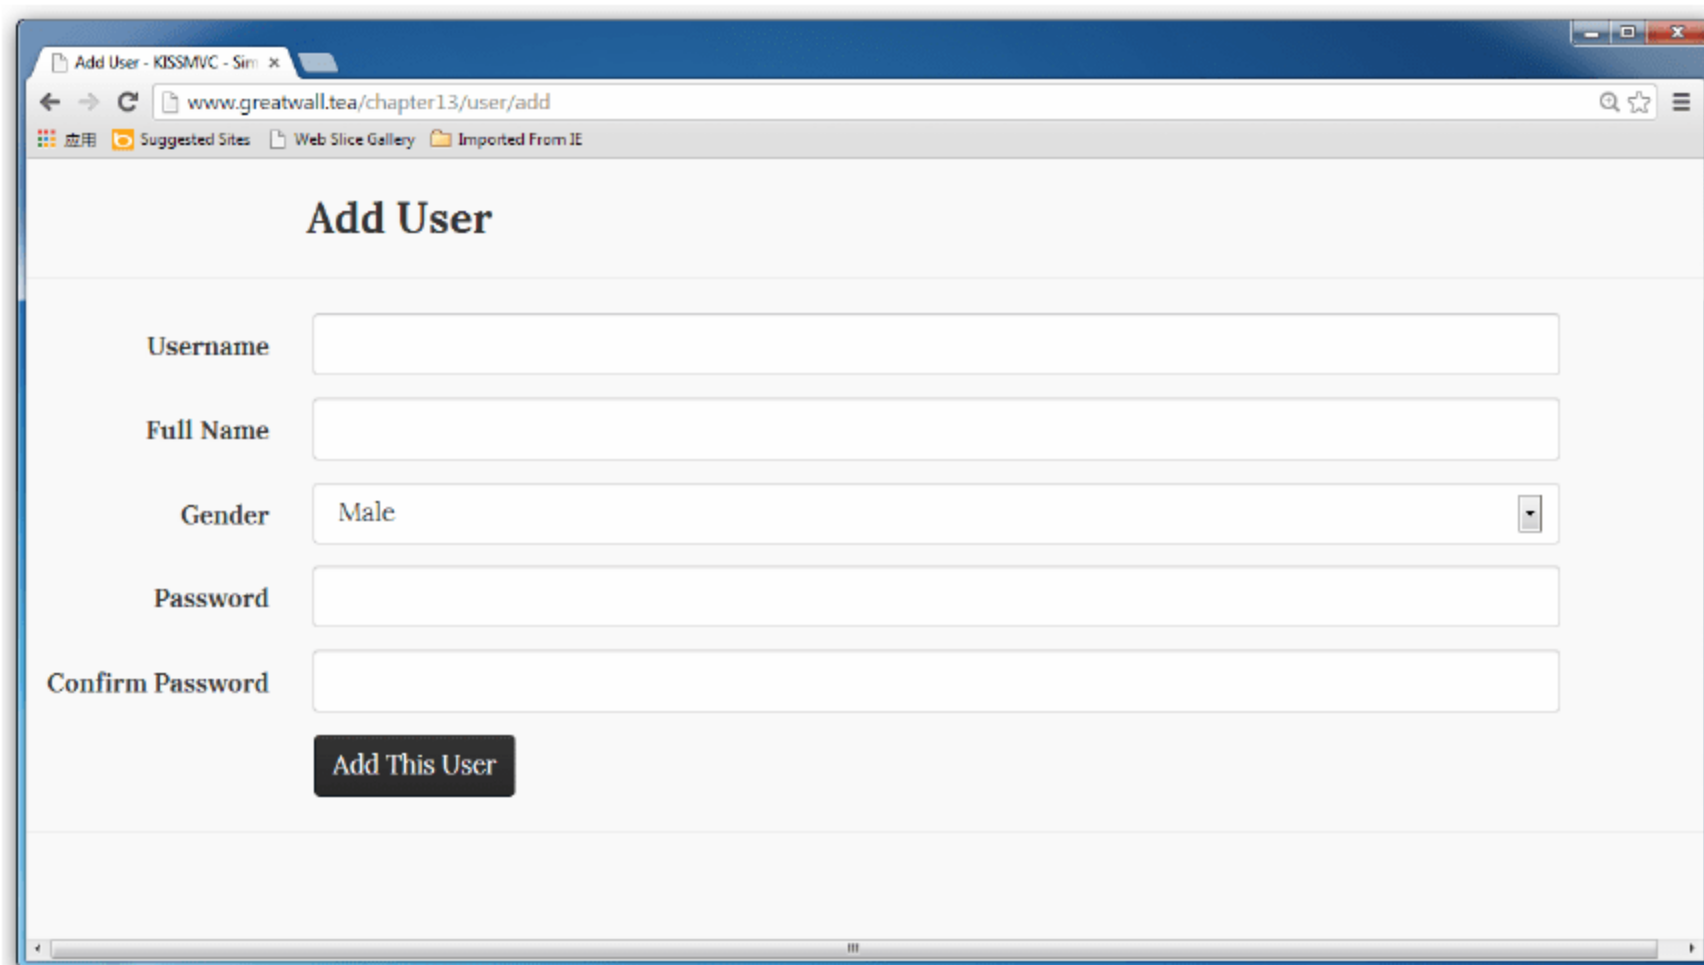 Add User - KISSMVC - Sim
www.greatwall.tea/chapter13/user/add
应用 Suggested Sites Web Slice Gallery Imported From IE
Add User
Username
Full Name
Gender Male
Password
Confirm Password
Add This User